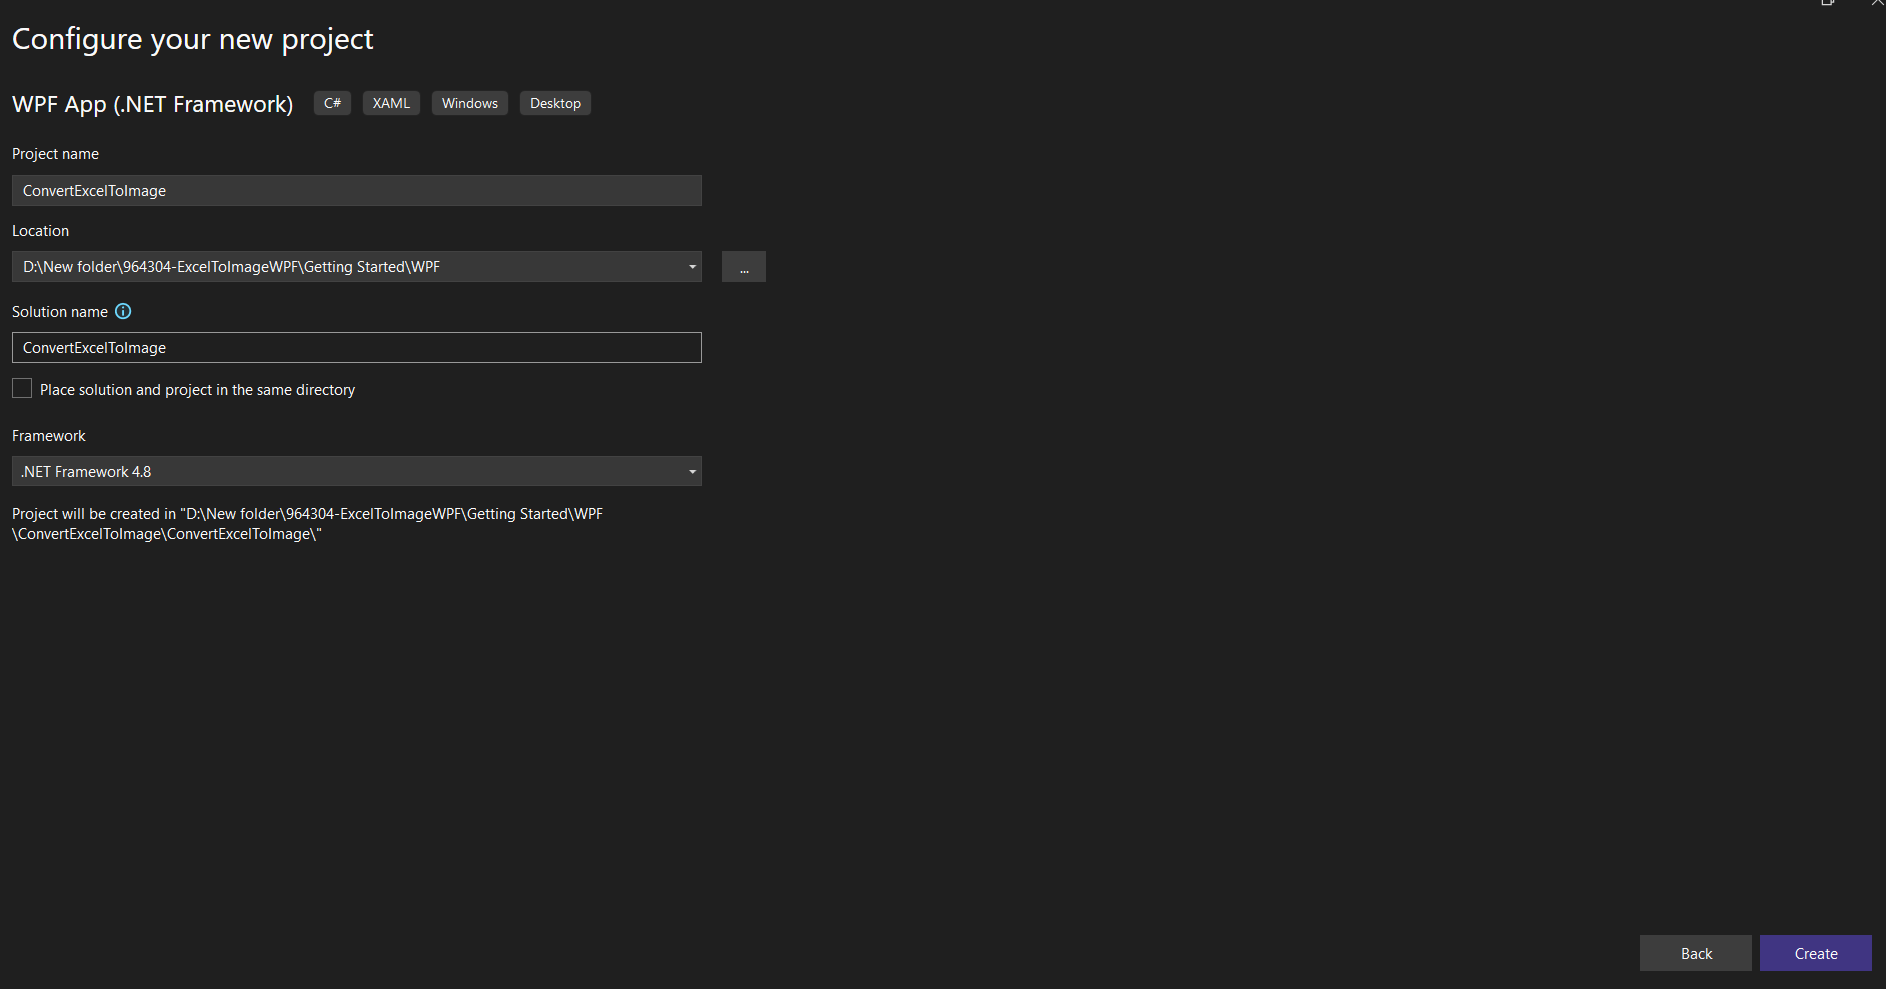 Configure your new project
WPF App (.NET Framework) C# XAML Windows Desktop
Project name
ConvertExcelToImage
Location
D:\New folder\964304-ExcelToImageWPF\Getting Started\WPF
...
Solution name
ConvertExcelToImage
Place solution and project in the same directory
Framework
.NET Framework 4.8
Project will be created in "D:\New folder\964304-ExcelToImageWPF\Getting Started\WPF
\ConvertExcelToImage\ConvertExcelToImage\"
Back Create